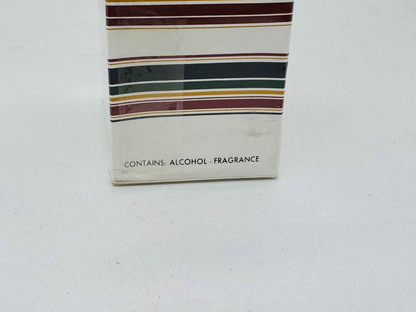 CONTAINS: ALCOHOL - FRAGRANCE